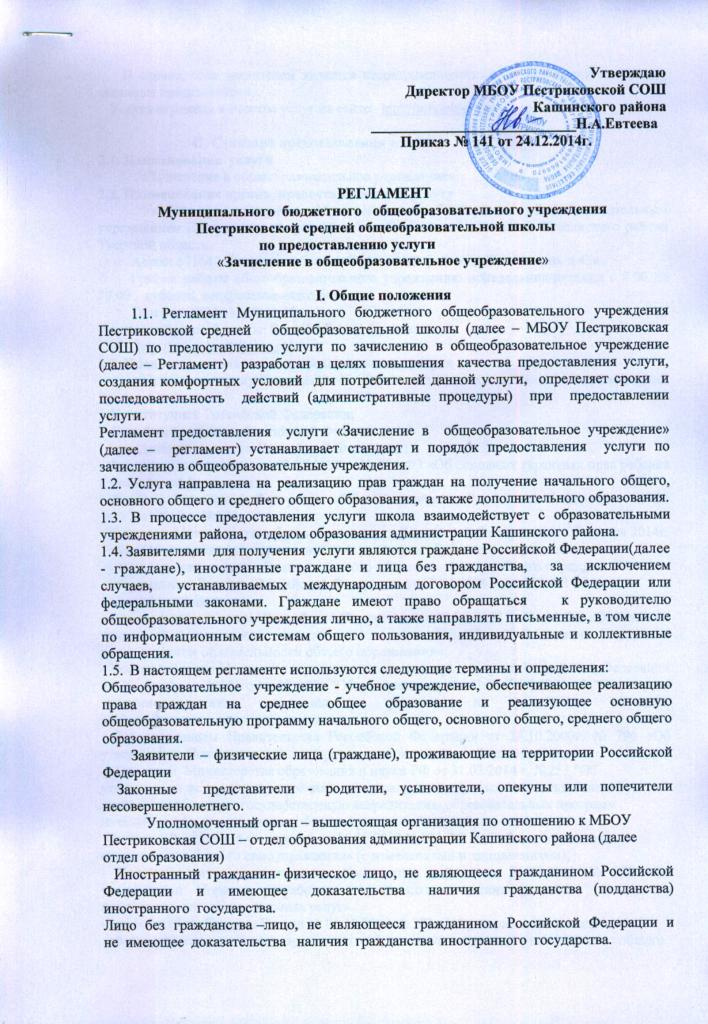 Утверждаю
Директор МБОУ Пестриковской СОШ
Кашинского района
Н.А.Евтеева
Приказ № 141 от 24.12.2014г.
РЕГЛАМЕНТ
Муниципального бюджетного общеобразовательного учреждения
Пестриковской средней общеобразовательной школы
по предоставлению услуги
«Зачисление в общеобразовательное учреждение»
I. Общие положения
1.1. Регламент Муниципального бюджетного общеобразовательного учреждения
Пестриковской средней общеобразовательной школы (далее – МБОУ Пестриковская
СОШ) по предоставлению услуги по зачислению в общеобразовательное учреждение
(далее – Регламент) разработан в целях повышения качества предоставления услуги,
создания комфортных условий для потребителей данной услуги, определяет сроки и
последовательность действий (административные процедуры) при предоставлении
услуги.
Регламент предоставления услуги «Зачисление в общеобразовательное учреждение»
(далее – регламент) устанавливает стандарт и порядок предоставления услуги по
зачислению в общеобразовательные учреждения.
1.2. Услуга направлена на реализацию прав граждан на получение начального общего,
основного общего и среднего общего образования, а также дополнительного образования.
1.3. В процессе предоставления услуги школа взаимодействует с образовательными
учреждениями района, отделом образования администрации Кашинского района.
1.4. Заявителями для получения услуги являются граждане Российской Федерации(далее
- граждане), иностранные граждане и лица без гражданства, за исключением
случаев, устанавливаемых международным договором Российской Федерации или
федеральными законами. Граждане имеют право обращаться к руководителю
общеобразовательного учреждения лично, а также направлять письменные, в том числе
по информационным системам общего пользования, индивидуальные и коллективные
обращения.
1.5. В настоящем регламенте используются следующие термины и определения:
Общеобразовательное учреждение - учебное учреждение, обеспечивающее реализацию
права граждан на среднее общее образование и реализующее основную
общеобразовательную программу начального общего, основного общего, среднего общего
образования.
Заявители – физические лица (граждане), проживающие на территории Российской
Федерации
Законные представители - родители, усыновители, опекуны или попечители
несовершеннолетнего.
Уполномоченный орган – вышестоящая организация по отношению к МБОУ
Пестриковская СОШ – отдел образования администрации Кашинского района (далее
отдел образования)
Иностранный гражданин- физическое лицо, не являющееся гражданином Российской
Федерации и имеющее доказательства наличия гражданства (подданства)
иностранного государства.
Лицо без гражданства –лицо, не являющееся гражданином Российской Федерации и
не имеющее доказательства наличия гражданства иностранного государства.